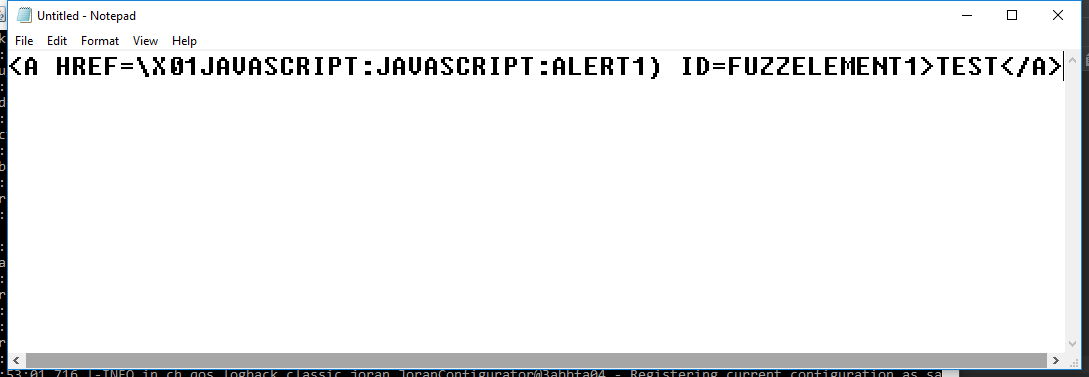 Untitled - Notepad
File Edit Format View Help
<A HREF=\X01JAVASCRIPT:JAVASCRIPT:ALERT1) ID=FUZZELEMENT1>TEST</A>
:53:01,716 |-INFO in ch.qos.logback.classic.joran.JoranConfigurator@3abbfa04 - Registering current configuration as sa